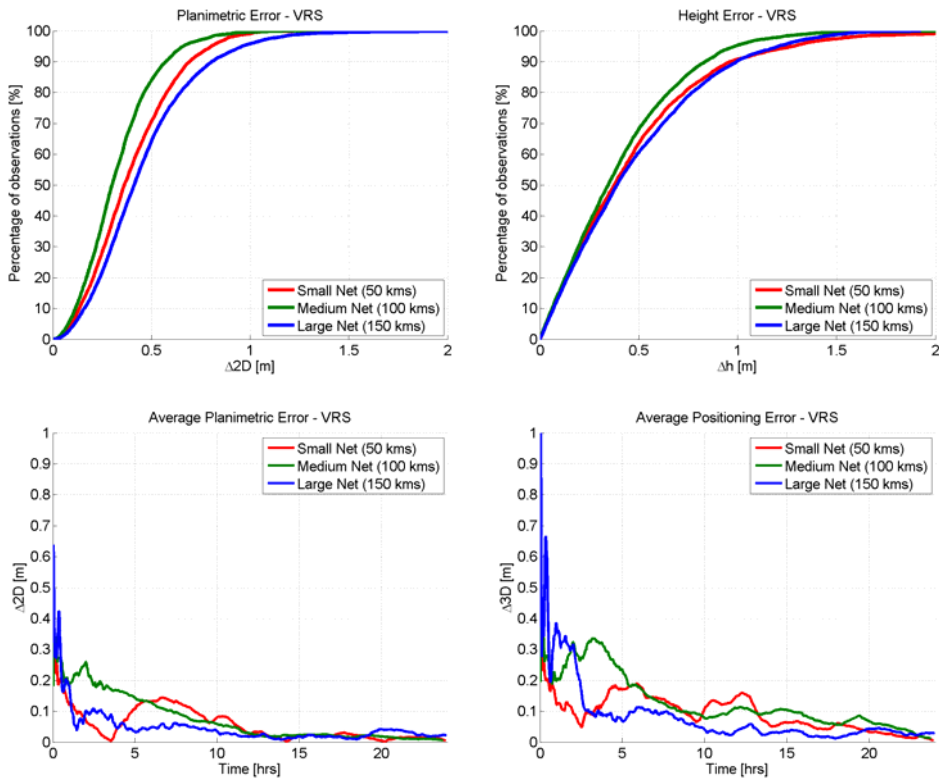 Planimetric Error - VRS
Percentage of observations [%]
100
90
80
70
60
50
40
30
20
10
0
Small Net (50 kms)
Medium Net (100 kms)
Large Net (150 kms)
0 0.5 1 1.5 2
Δ2D [m]
Height Error - VRS
Percentage of observations [%]
100
90
80
70
60
50
40
30
20
10
0
Small Net (50 kms)
Medium Net (100 kms)
Large Net (150 kms)
0 0.5 1 1.5 2
Δh [m]
Average Planimetric Error - VRS
Δ2D [m]
1
0.9
0.8
0.7
0.6
0.5
0.4
0.3
0.2
0.1
0
Small Net (50 kms)
Medium Net (100 kms)
Large Net (150 kms)
0 5 10 15 20
Time [hrs]
Average Positioning Error - VRS
Δ3D [m]
1
0.9
0.8
0.7
0.6
0.5
0.4
0.3
0.2
0.1
0
Small Net (50 kms)
Medium Net (100 kms)
Large Net (150 kms)
0 5 10 15 20
Time [hrs]